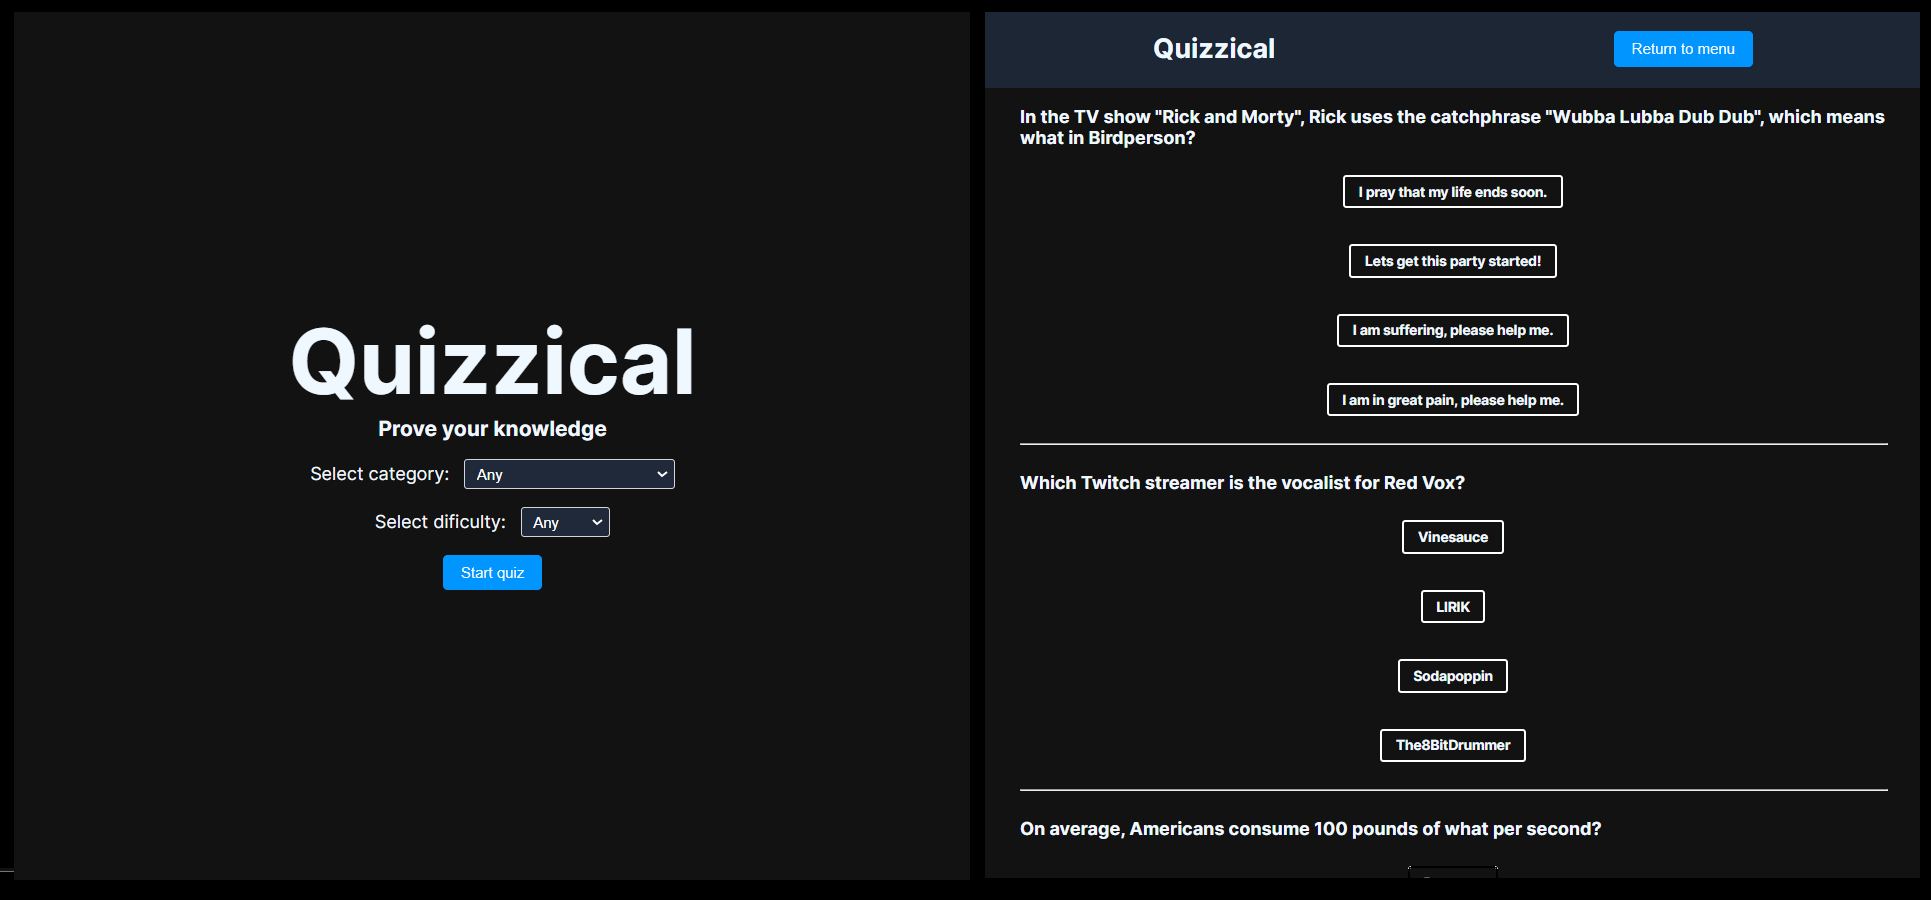 Quizzical
Prove your knowledge
Select category: Any
Select dificulty: Any
Start quiz
Quizzical
Return to menu
In the TV show "Rick and Morty", Rick uses the catchphrase "Wubba Lubba Dub Dub", which means
what in Birdperson?
I pray that my life ends soon.
Lets get this party started!
I am suffering, please help me.
I am in great pain, please help me.
Which Twitch streamer is the vocalist for Red Vox?
Vinesauce
LIRIK
Sodapoppin
The8BitDrummer
On average, Americans consume 100 pounds of what per second?